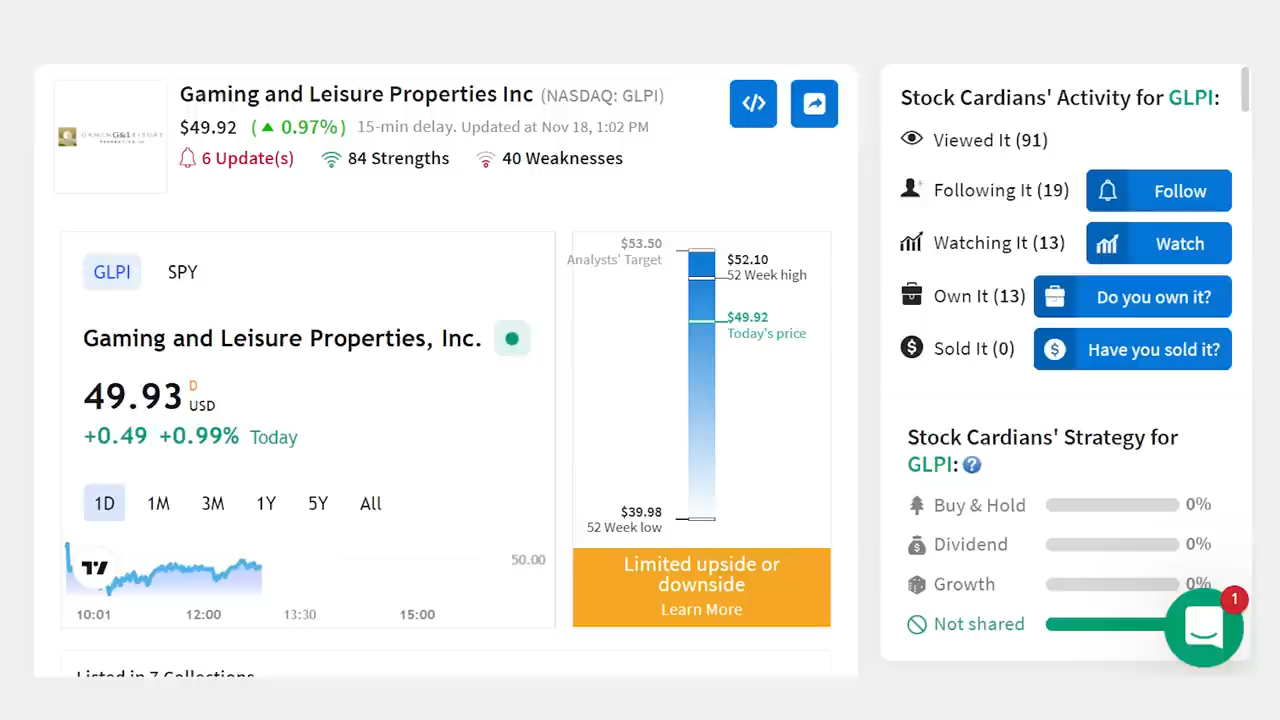 Gaming and Leisure Properties Inc (NASDAQ: GLPI)
$49.92 (▲ 0.97%) 15-min delay. Updated at Nov 18, 1:02 PM
6 Update(s) 84 Strengths 40 Weaknesses
GLPI SPY
Gaming and Leisure Properties, Inc.
49.93 D USD
+0.49 +0.99% Today
1D 1M 3M 1Y 5Y All
50.00
10:01 12:00 13:30 15:00
$53.50
Analysts' Target
$52.10
52 Week high
$49.92
Today's price
$39.98
52 Week low
Limited upside or
downside
Learn More
Listed in 7 Collections
Stock Cardians' Activity for GLPI:
Viewed It (91)
Following It (19) Follow
Watching It (13) Watch
Own It (13) Do you own it?
Sold It (0) Have you sold it?
Stock Cardians' Strategy for
GLPI:
Buy & Hold 0%
Dividend 0%
Growth 0%
Not shared
1